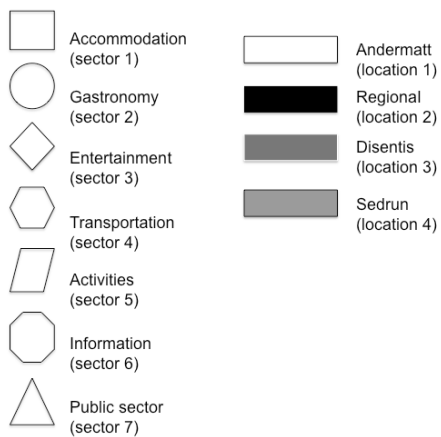 Accommodation
(sector 1)
Gastronomy
(sector 2)
Entertainment
(sector 3)
Transportation
(sector 4)
Activities
(sector 5)
Information
(sector 6)
Public sector
(sector 7)
Andermatt
(location 1)
Regional
(location 2)
Disentis
(location 3)
Sedrun
(location 4)